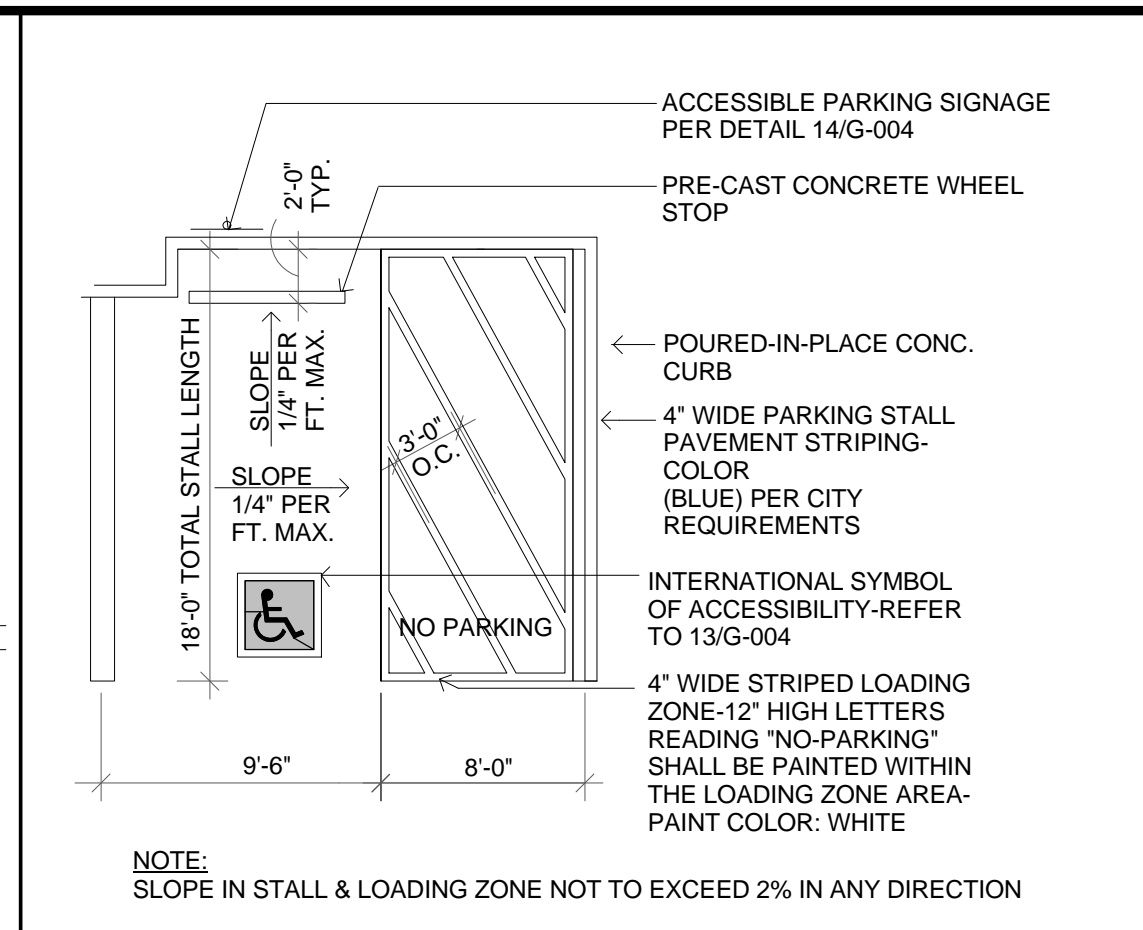 ACCESSIBLE PARKING SIGNAGE
PER DETAIL 14/G-004
2'-0"
TYP.
PRE-CAST CONCRETE WHEEL
STOP
18'-0" TOTAL STALL LENGTH
SLOPE
1/4" PER
FT. MAX.
POURED-IN-PLACE CONC.
CURB
3'-0"
O.C.
4" WIDE PARKING STALL
PAVEMENT STRIPING-
COLOR
(BLUE) PER CITY
REQUIREMENTS
SLOPE
1/4" PER
FT. MAX.
INTERNATIONAL SYMBOL
OF ACCESSIBILITY-REFER
TO 13/G-004
NO PARKING
4" WIDE STRIPED LOADING
ZONE-12" HIGH LETTERS
READING "NO-PARKING"
SHALL BE PAINTED WITHIN
THE LOADING ZONE AREA-
PAINT COLOR: WHITE
9'-6"
8'-0"
NOTE:
SLOPE IN STALL & LOADING ZONE NOT TO EXCEED 2% IN ANY DIRECTION